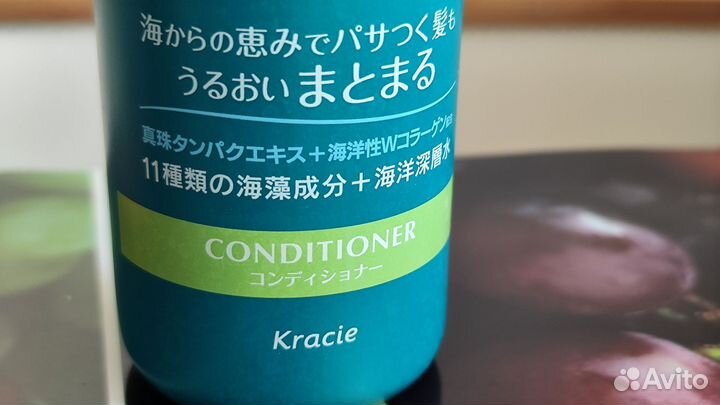 海からの恵みでパサつく髪も
うるおいまとまる
真珠タンパクエキス＋海洋性Wコラーゲン配合
11種類の海藻成分＋海洋深層水
CONDITIONER
コンディショナー
Kracie
Avito